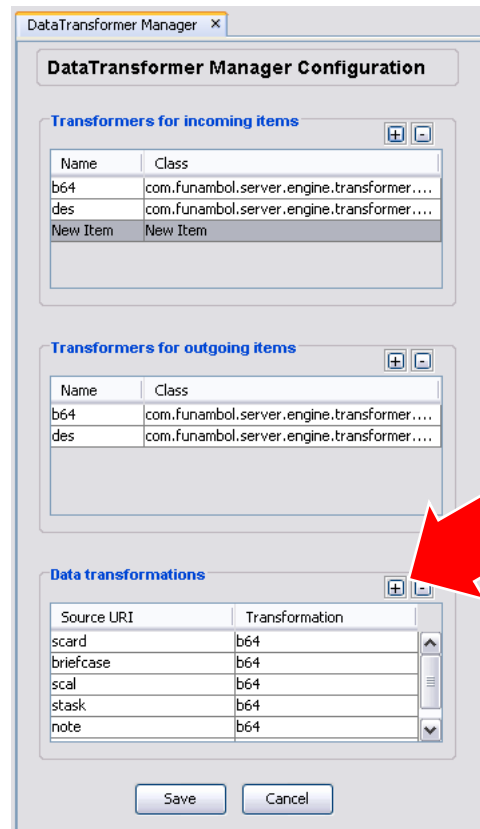 DataTransformer Manager ×
DataTransformer Manager Configuration
Transformers for incoming items
Name Class
b64 com.funambol.server.engine.transformer....
des com.funambol.server.engine.transformer....
New Item New Item
Transformers for outgoing items
Name Class
b64 com.funambol.server.engine.transformer....
des com.funambol.server.engine.transformer....
Data transformations
Source URI Transformation
scard b64
briefcase b64
scal b64
stask b64
note b64
Save Cancel